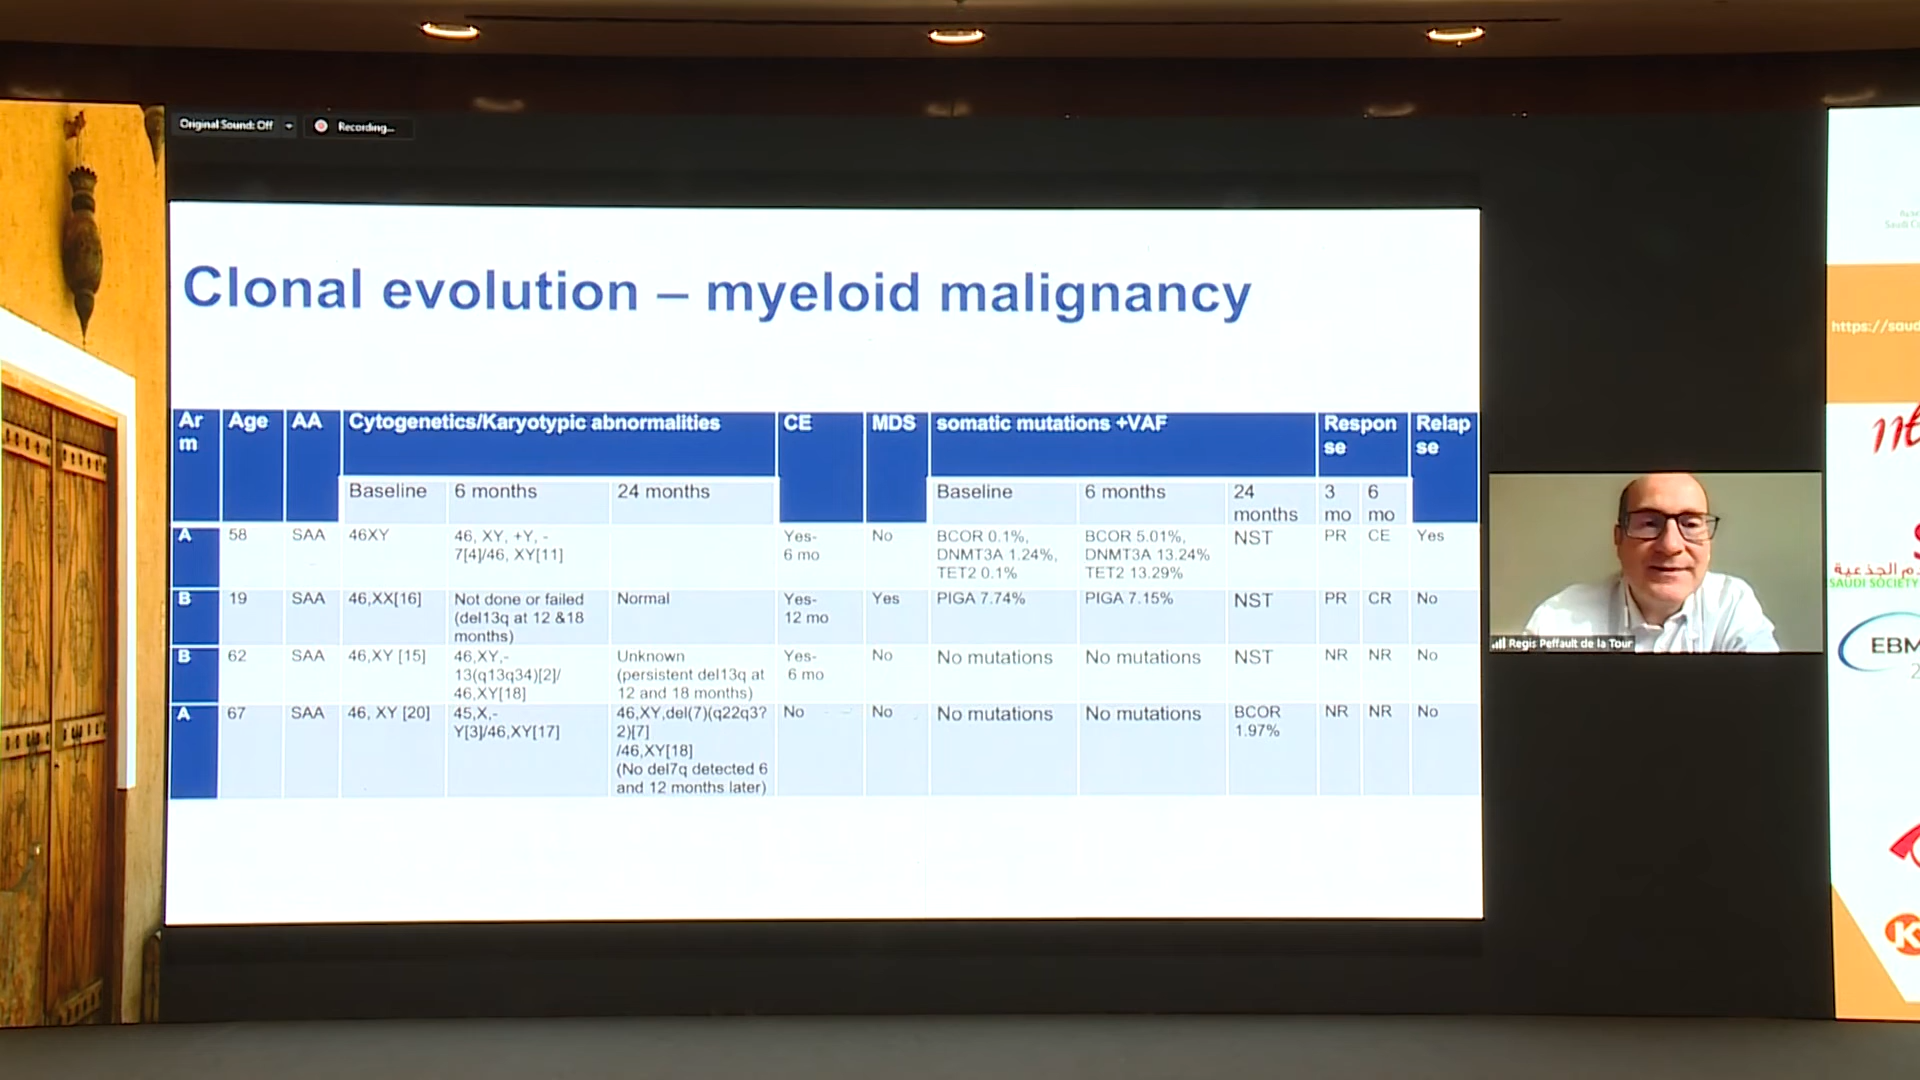 Original Sound: Off
Recording...
Clonal evolution – myeloid malignancy
Ar
m
Age
AA
Cytogenetics/Karyotypic abnormalities
CE
MDS
somatic mutations +VAF
Respon
se
Relap
se
Baseline
6 months
24 months
Baseline
6 months
24
months
3
mo
6
mo
A
58
SAA
46XY
46, XY, +Y, -
7[4]/46, XY[11]
Yes-
6 mo
No
BCOR 0.1%,
DNMT3A 1.24%,
TET2 0.1%
BCOR 5.01%,
DNMT3A 13.24%
TET2 13.29%
NST
PR
CE
Yes
B
19
SAA
46,XX[16]
Not done or failed
(del13q at 12 &18
months)
Normal
Yes-
12 mo
Yes
PIGA 7.74%
PIGA 7.15%
NST
PR
CR
No
B
62
SAA
46,XY [15]
46,XY,-
13(q13q34)[2]/
46,XY[18]
Unknown
(persistent del13q at
12 and 18 months)
Yes-
6 mo
No
No mutations
No mutations
NST
NR
NR
No
A
67
SAA
46, XY [20]
45,X,-
Y[3]/46,XY[17]
46,XY,del(7)(q22q3?
2)[7]
/46,XY[18]
(No del7q detected 6
and 12 months later)
No
No
No mutations
No mutations
BCOR
1.97%
NR
NR
No
Regis Peffault de la Tour
https://saud
SAUDI SOCIETY
EBM